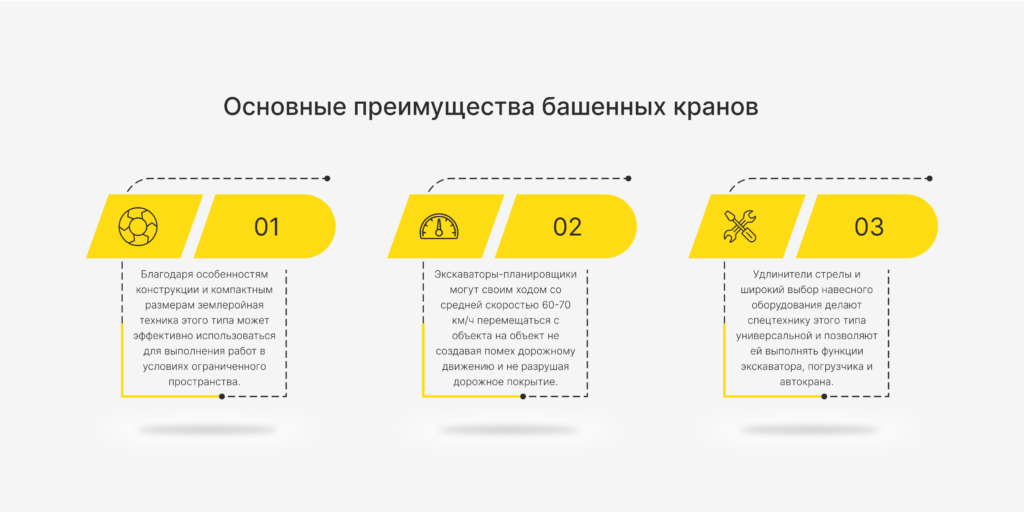 Основные преимущества башенных кранов
01
Благодаря особенностям
конструкции и компактным
размерам землеройная
техника этого типа может
эффективно использоваться
для выполнения работ в
условиях ограниченного
пространства.
02
Экскаваторы-планировщики
могут своим ходом со
средней скоростью 60-70
км/ч перемещаться с
объекта на объект не
создавая помех дорожному
движению и не разрушая
дорожное покрытие.
03
Удлинители стрелы и
широкий выбор навесного
оборудования делают
спецтехнику этого типа
универсальной и позволяют
ей выполнять функции
экскаватора, погрузчика и
автокрана.